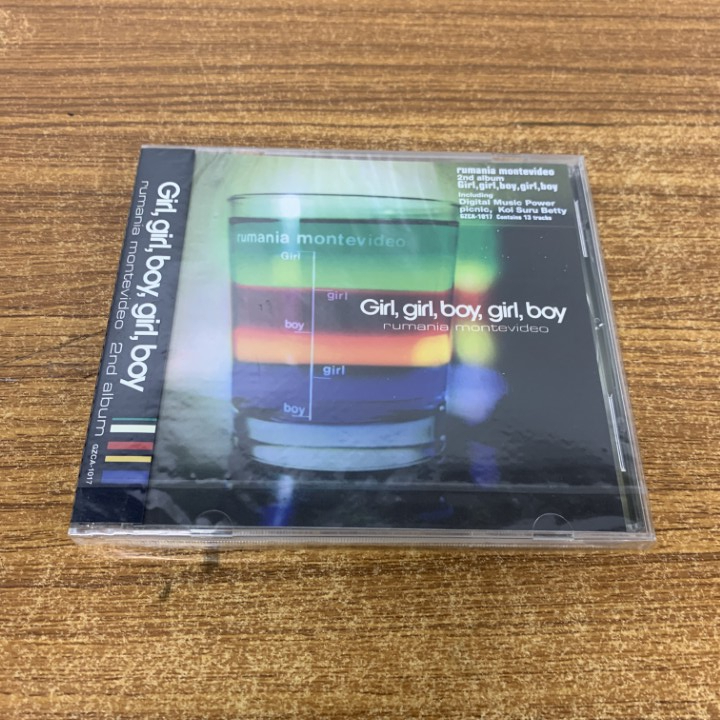 Girl, girl, boy, girl, boy
rumania montevideo 2nd album
GZCA-1017
rumania montevideo
2nd album
Girl,girl,boy,girl,boy
Including
Digital Music Power
picnic, Koi Suru Betty
GZCA-1017 Contains 13 tracks
rumania montevideo
Girl
girl
boy
girl
boy
Girl, girl, boy, girl, boy
rumania montevideo